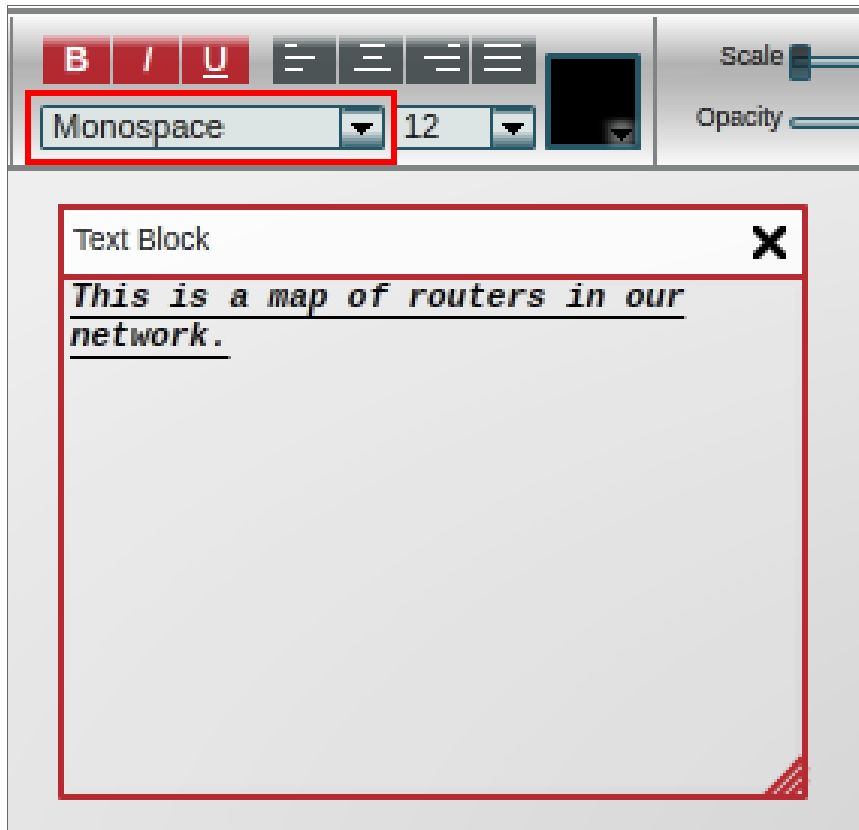 B I U
Scale
Monospace 12
Opacity
Text Block
This is a map of routers in our
network.